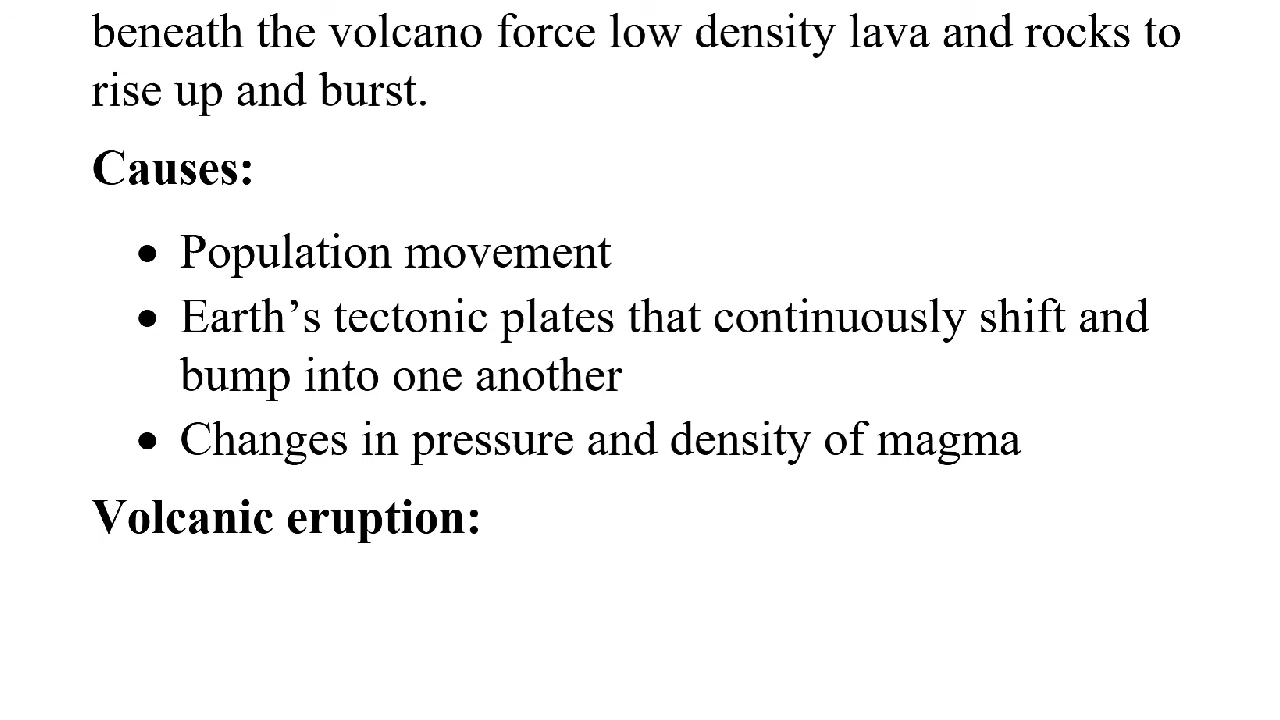 beneath the volcano force low density lava and rocks to
rise up and burst.
Causes:
• Population movement
• Earth’s tectonic plates that continuously shift and
bump into one another
• Changes in pressure and density of magma
Volcanic eruption: